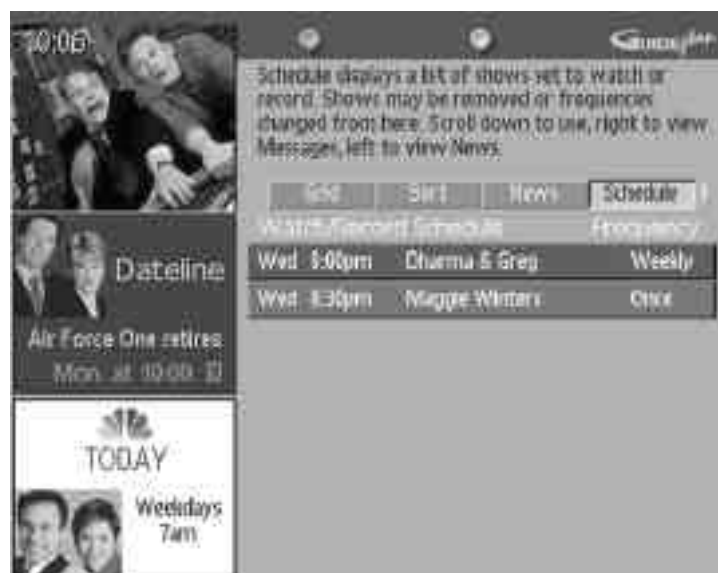 10:06
Schedule displays a list of shows set to watch or
record. Shows may be removed or frequencies
changed from here. Scroll down to use, right to view
Messages, left to view News.
Grid Sort News Schedule
Watch/Record Schedule Frequency
Wed 8:00pm Dharma & Greg Weekly
Wed 8:30pm Maggie Winters Once
Dateline
Air Force One retires
Mon. at 10:00
TODAY
Weekdays
7am